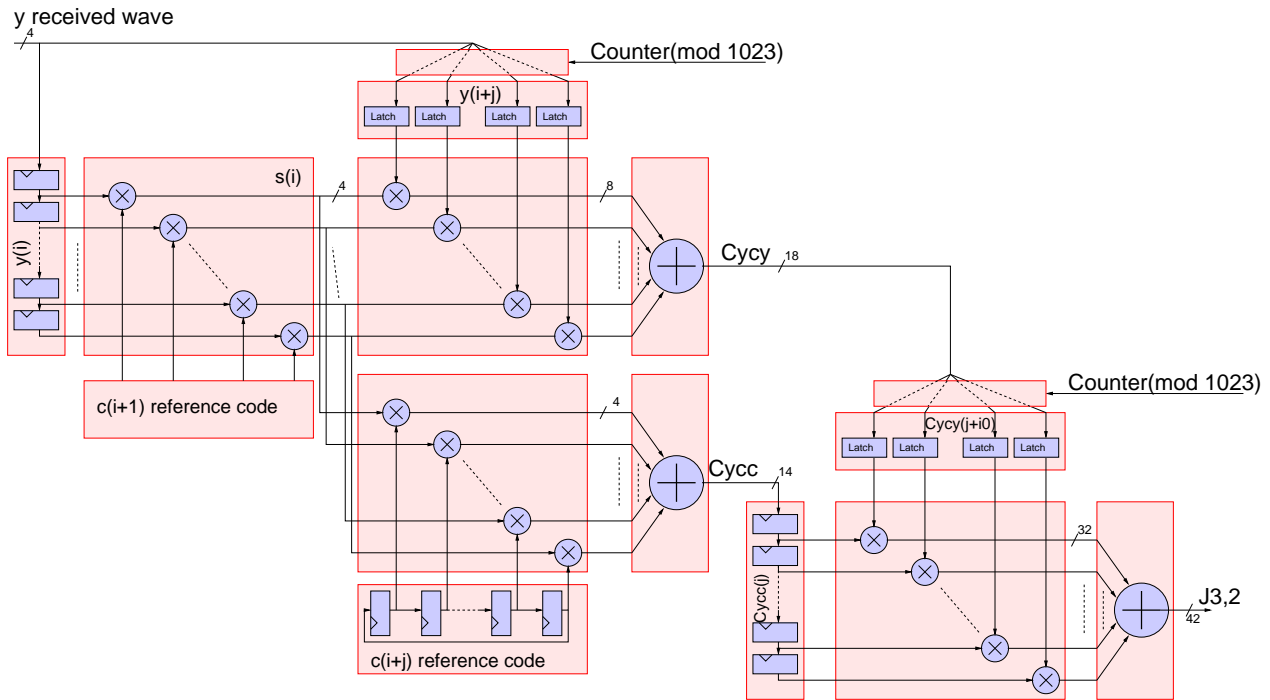 y received wave
4
Counter(mod 1023)
y(i+j)
Latch
Latch
Latch
Latch
s(i)
4
8
y(i)
Cycy
18
c(i+1) reference code
Counter(mod 1023)
4
Cycy(j+i0)
Latch
Latch
Latch
Latch
Cycc
14
32
Cycc(j)
J3,2
42
c(i+j) reference code